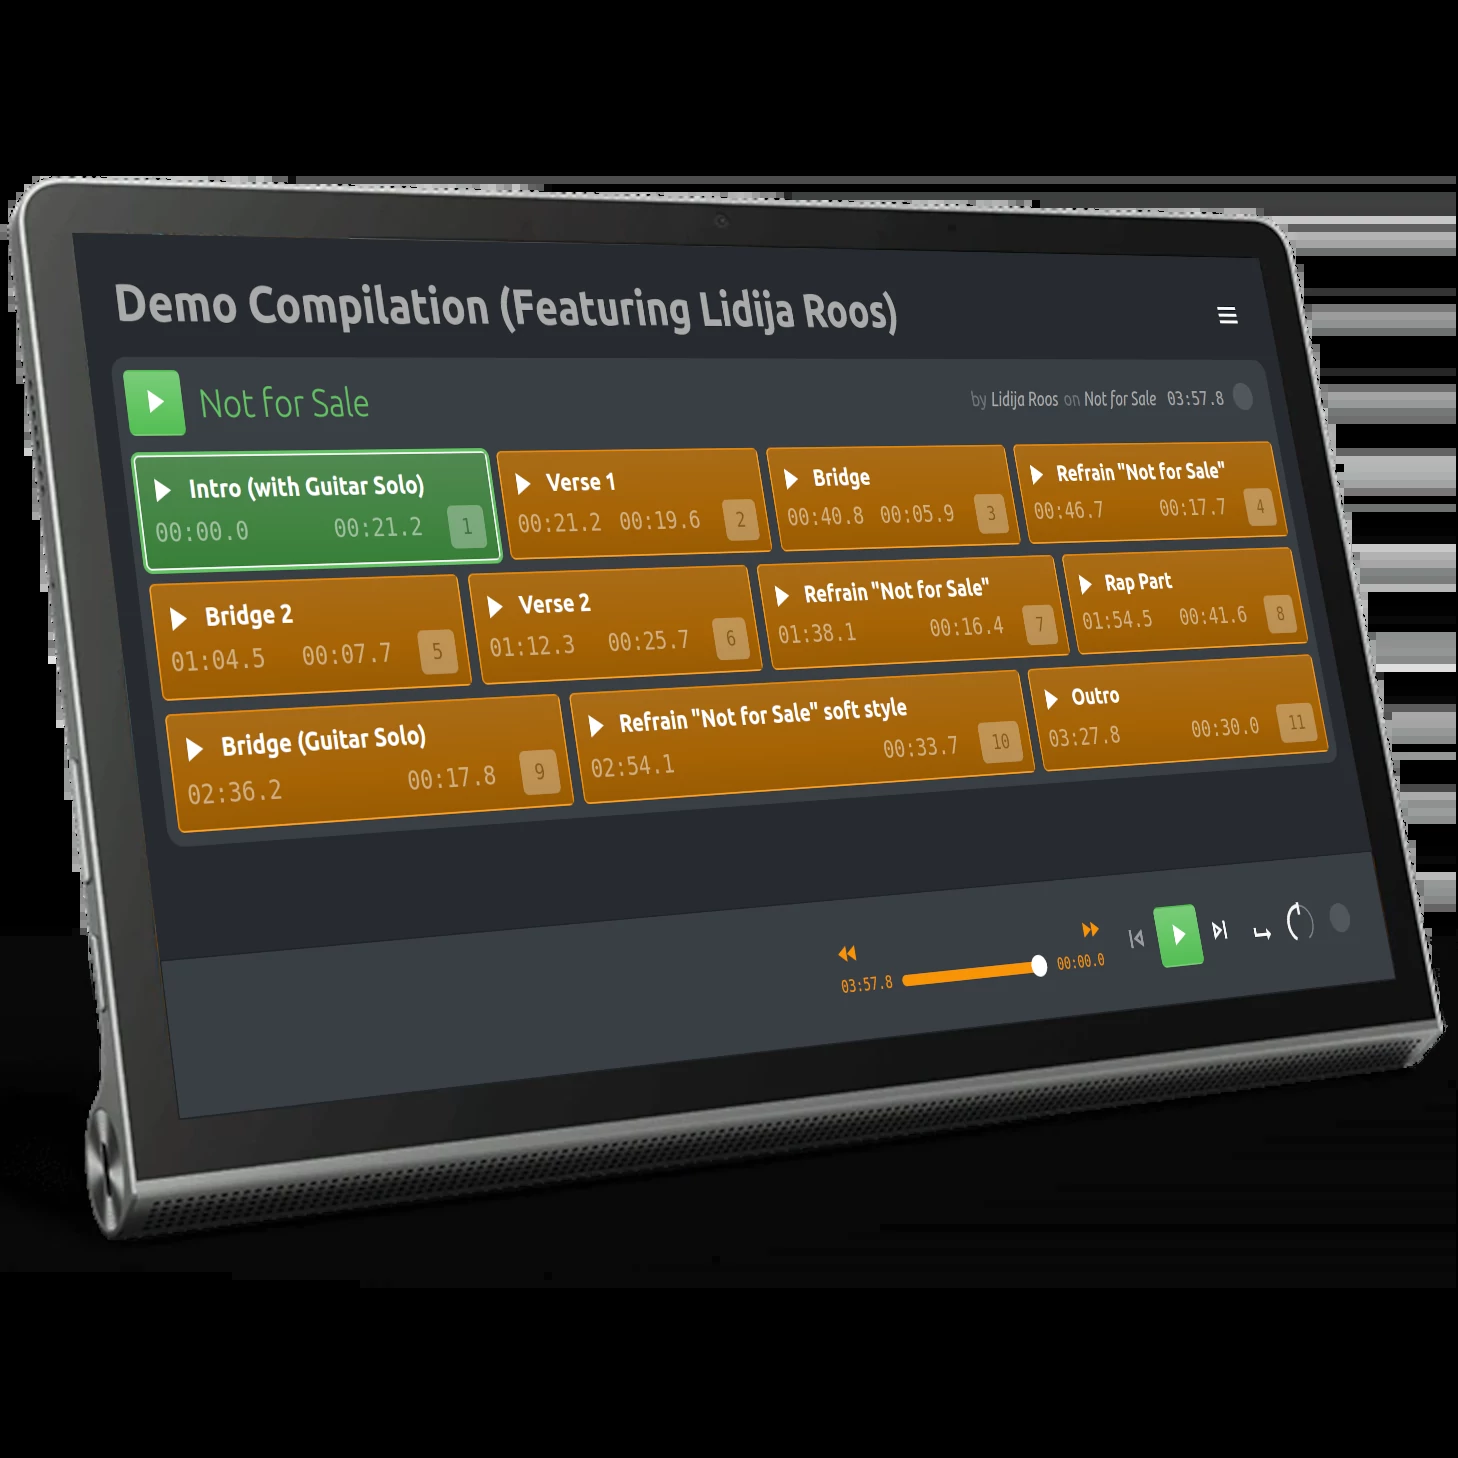 Demo Compilation (Featuring Lidija Roos)
Not for Sale
by Lidija Roos on Not for Sale 03:57.8
Intro (with Guitar Solo)
00:00.0 00:21.2 1
Verse 1
00:21.2 00:19.6 2
Bridge
00:40.8 00:05.9 3
Refrain "Not for Sale"
00:46.7 00:17.7 4
Bridge 2
01:04.5 00:07.7 5
Verse 2
01:12.3 00:25.7 6
Refrain "Not for Sale"
01:38.1 00:16.4 7
Rap Part
01:54.5 00:41.6 8
Bridge (Guitar Solo)
02:36.2 00:17.8 9
Refrain "Not for Sale" soft style
02:54.1 00:33.7 10
Outro
03:27.8 00:30.0 11
03:57.8 00:00.0